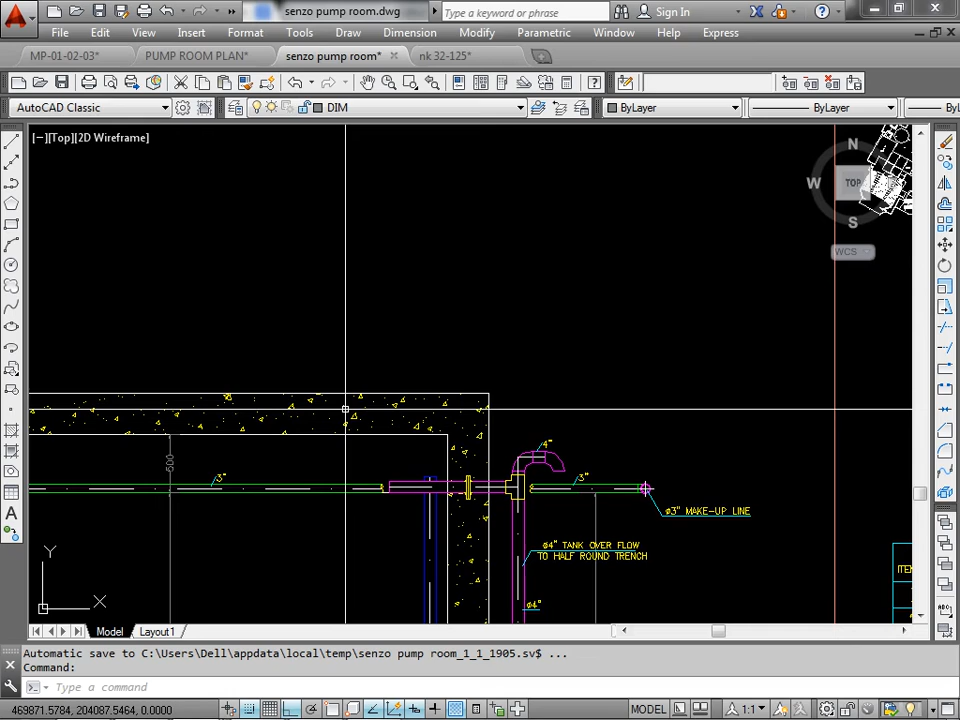 senzo pump room.dwg
Type a keyword or phrase
Sign In
File Edit View Insert Format Tools Draw Dimension Modify Parametric Window Help Express
MP-01-02-03* PUMP ROOM PLAN* senzo pump room* nk 32-125*
AutoCAD Classic
DIM
ByLayer
ByLayer
ByL
[−][Top][2D Wireframe]
N
W TOP
S
WCS
4"
500
3"
3"
ø3" MAKE-UP LINE
ø4" TANK OVER FLOW
TO HALF ROUND TRENCH
ITE
ø4"
Y
X
Model Layout1
Automatic save to C:\Users\Dell\appdata\local\temp\senzo pump room_1_1_1905.sv$ ...
Command:
Type a command
469871.5784, 204087.5464, 0.0000
MODEL
1:1